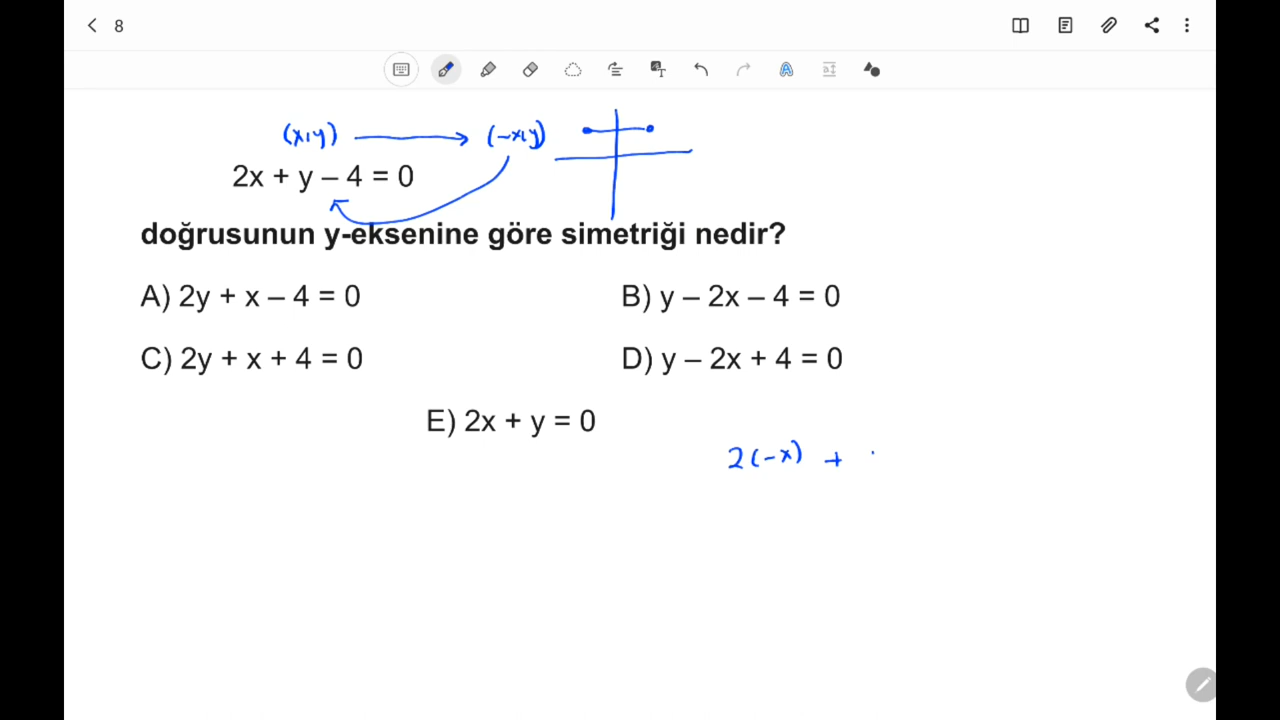 8
(x,y) → (-x,y)
2x + y – 4 = 0
doğrusunun y-eksenine göre simetriği nedir?
A) 2y + x – 4 = 0
B) y – 2x – 4 = 0
C) 2y + x + 4 = 0
D) y – 2x + 4 = 0
E) 2x + y = 0
2(-x) +